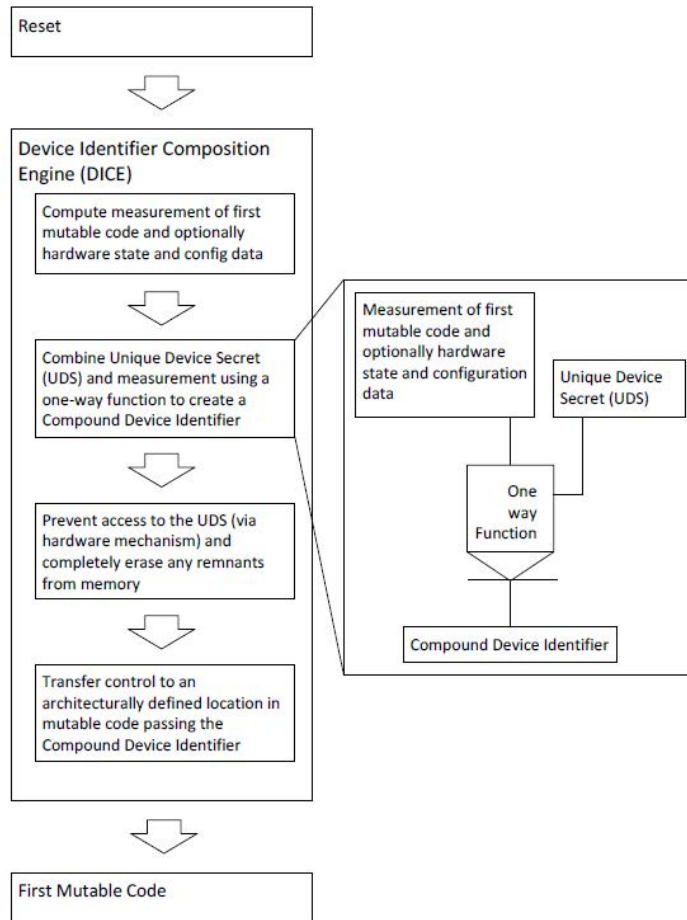 Reset
Device Identifier Composition
Engine (DICE)
Compute measurement of first
mutable code and optionally
hardware state and config data
Combine Unique Device Secret
(UDS) and measurement using a
one-way function to create a
Compound Device Identifier
Prevent access to the UDS (via
hardware mechanism) and
completely erase any remnants
from memory
Transfer control to an
architecturally defined location in
mutable code passing the
Compound Device Identifier
First Mutable Code
Measurement of first
mutable code and
optionally hardware
state and configuration
data
Unique Device
Secret (UDS)
One
way
Function
Compound Device Identifier